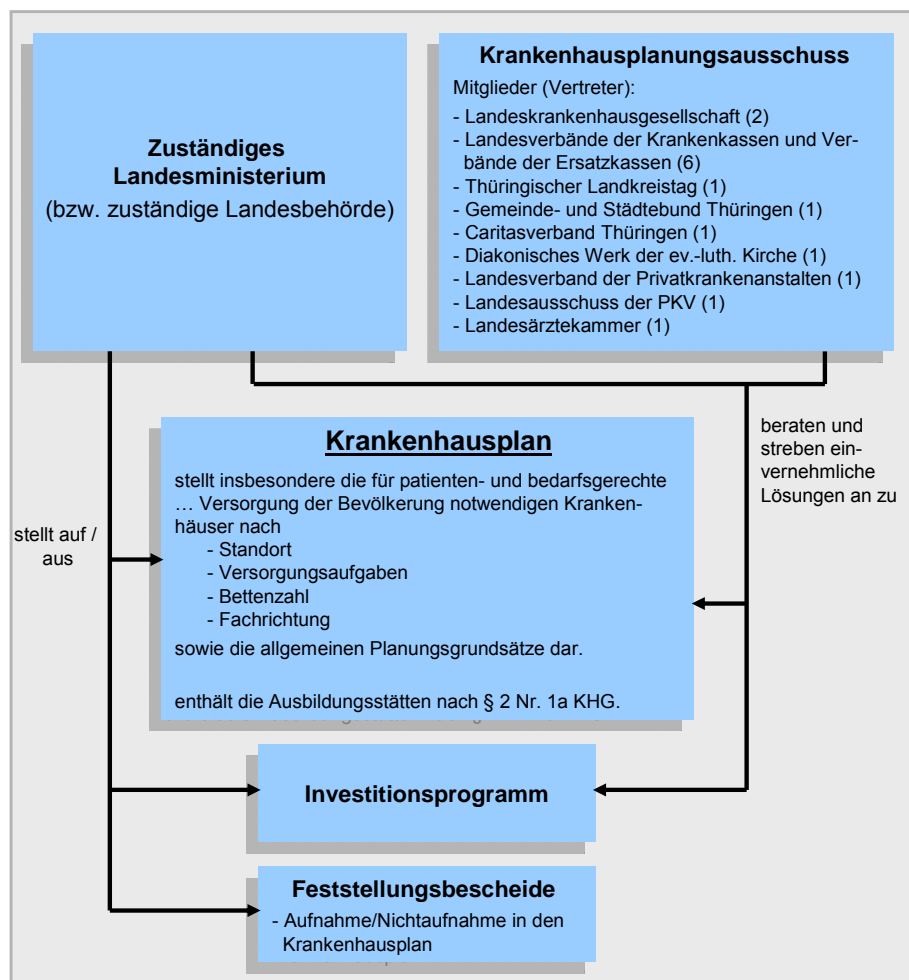 Zuständiges
Landesministerium
(bzw. zuständige Landesbehörde)
Krankenhausplanungsausschuss
Mitglieder (Vertreter):
- Landeskrankenhausgesellschaft (2)
- Landesverbände der Krankenkassen und Ver-
bände der Ersatzkassen (6)
- Thüringischer Landkreistag (1)
- Gemeinde- und Städtebund Thüringen (1)
- Caritasverband Thüringen (1)
- Diakonisches Werk der ev.-luth. Kirche (1)
- Landesverband der Privatkrankenanstalten (1)
- Landesausschuss der PKV (1)
- Landesärztekammer (1)
beraten und
streben ein-
vernehmliche
Lösungen an zu
stellt auf /
aus
Krankenhausplan
stellt insbesondere die für patienten- und bedarfsgerechte
… Versorgung der Bevölkerung notwendigen Kranken-
häuser nach
- Standort
- Versorgungsaufgaben
- Bettenzahl
- Fachrichtung
sowie die allgemeinen Planungsgrundsätze dar.
enthält die Ausbildungsstätten nach § 2 Nr. 1a KHG.
Investitionsprogramm
Feststellungsbescheide
- Aufnahme/Nichtaufnahme in den
Krankenhausplan